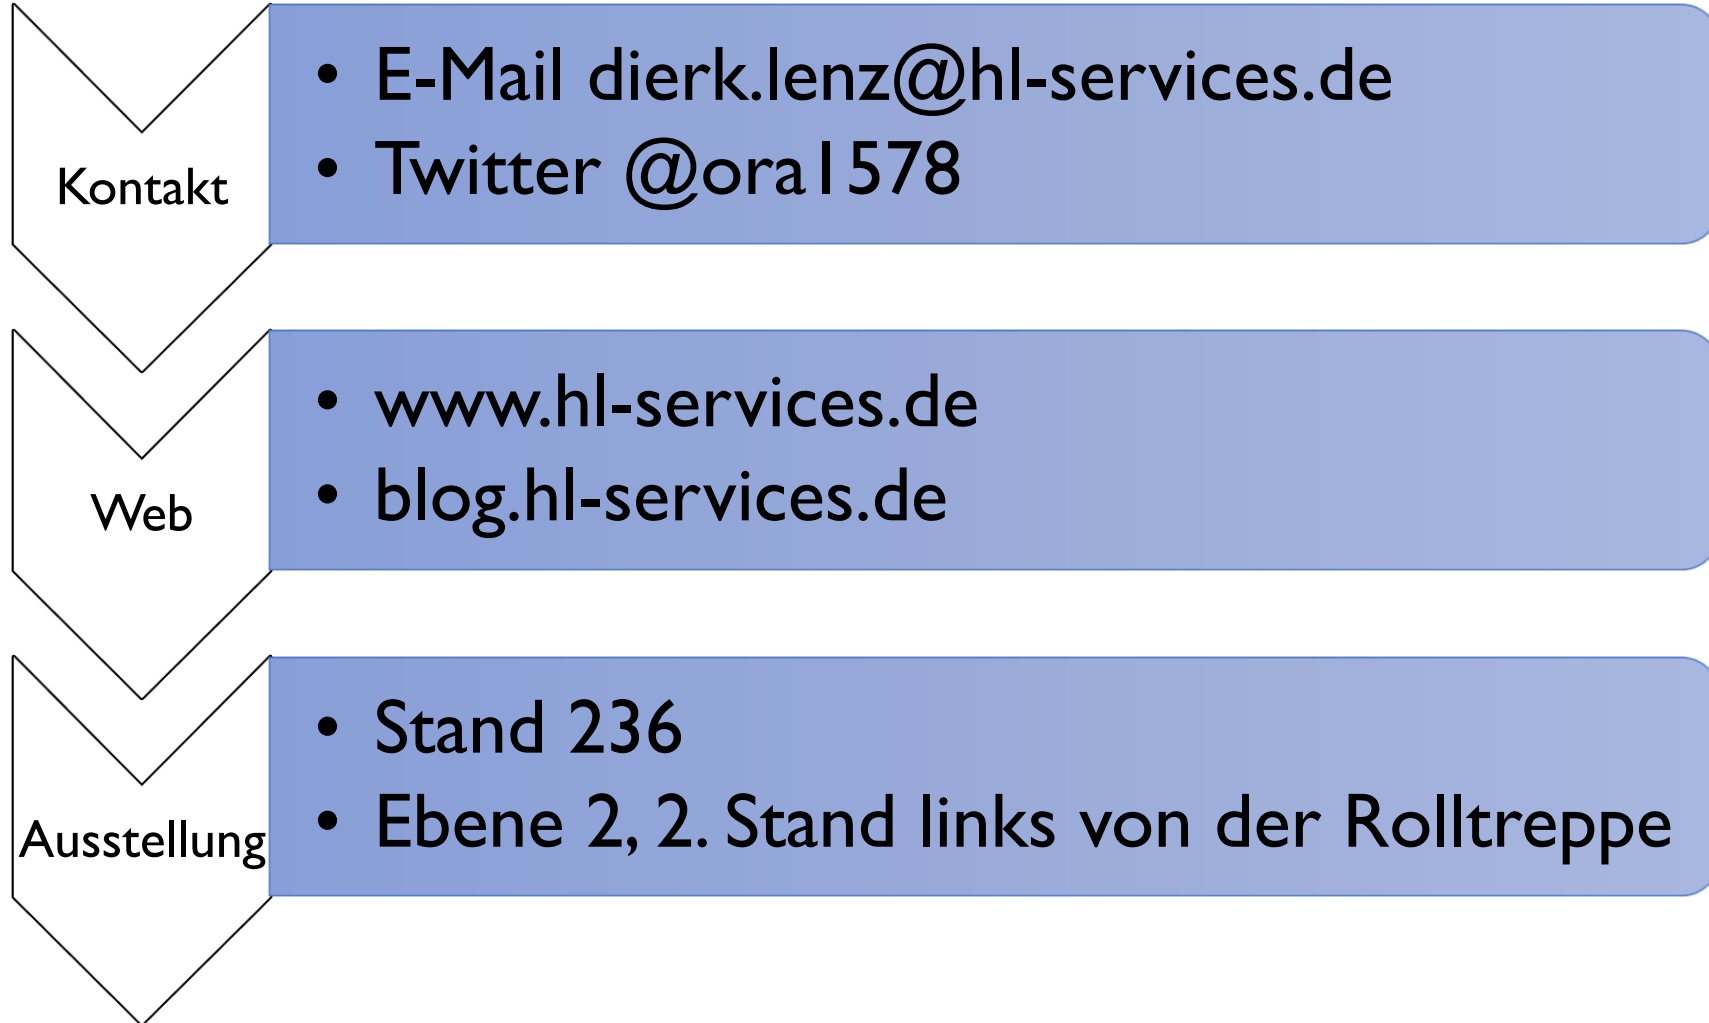 Kontakt
• E-Mail dierk.lenz@hl-services.de
• Twitter @ora1578
Web
• www.hl-services.de
• blog.hl-services.de
Ausstellung
• Stand 236
• Ebene 2, 2. Stand links von der Rolltreppe